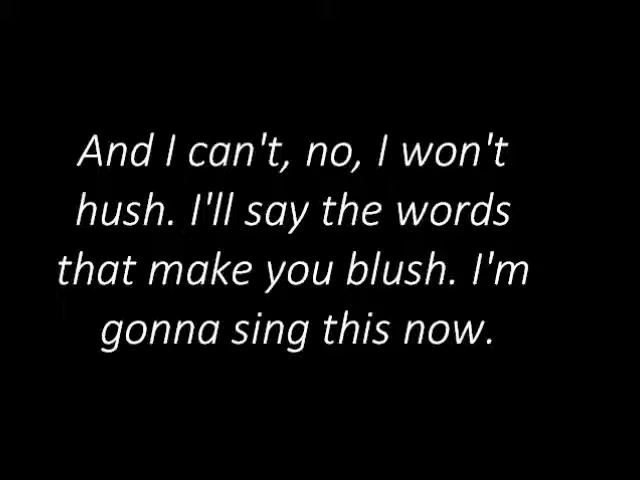 And I can't, no, I won't
hush. I'll say the words
that make you blush. I'm
gonna sing this now.